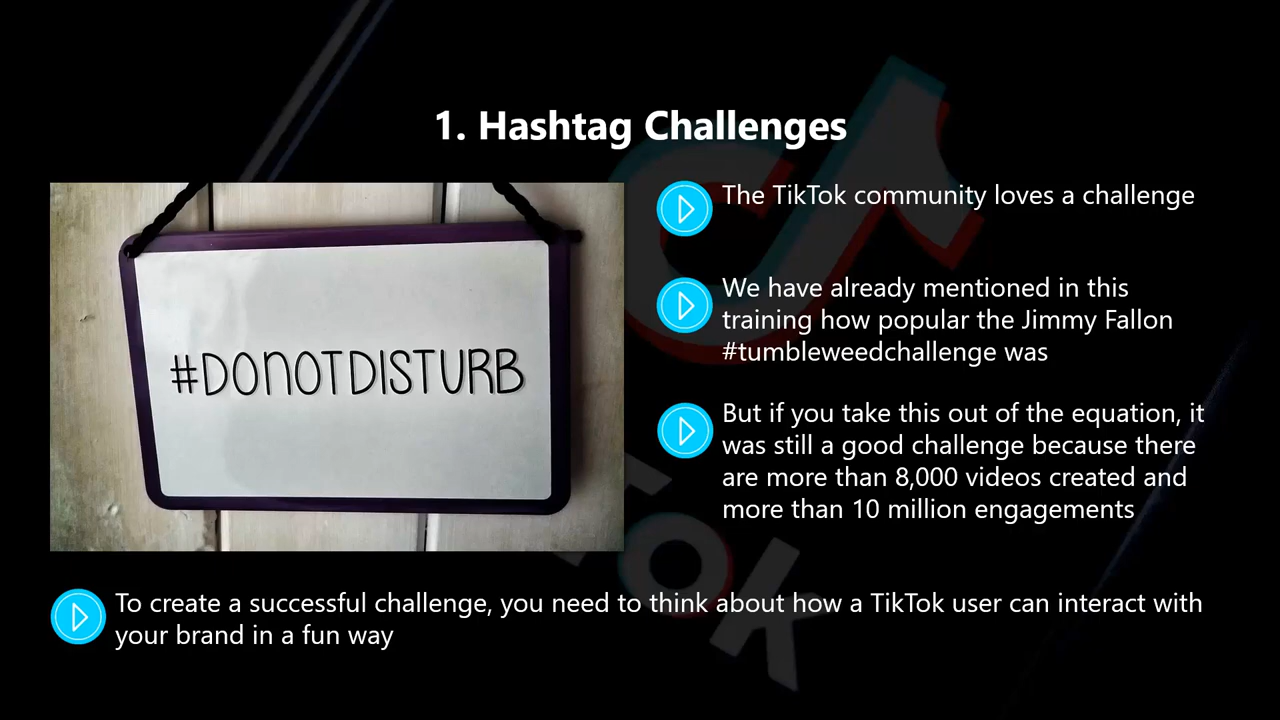 1. Hashtag Challenges
#DONOTDISTURB
The TikTok community loves a challenge
We have already mentioned in this
training how popular the Jimmy Fallon
#tumbleweedchallenge was
But if you take this out of the equation, it
was still a good challenge because there
are more than 8,000 videos created and
more than 10 million engagements
To create a successful challenge, you need to think about how a TikTok user can interact with
your brand in a fun way
Tok